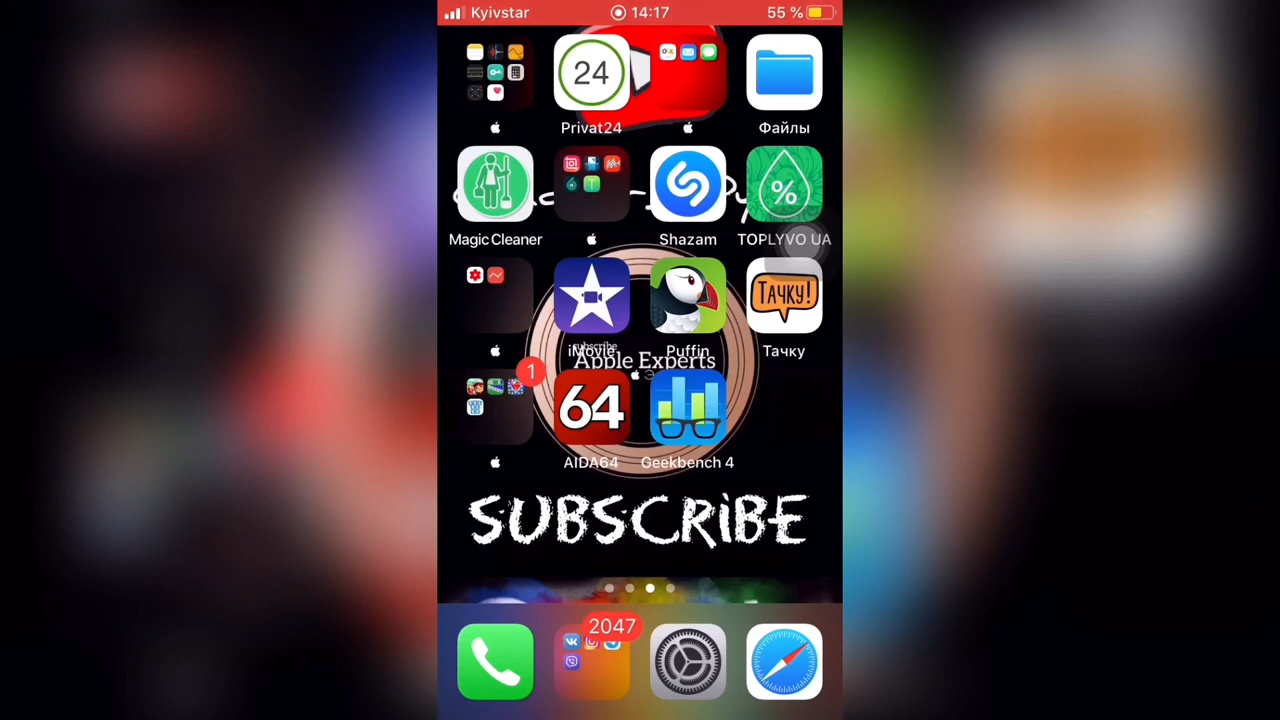 Kyivstar 14:17 55 %
24
Privat24 Файлы
%
Magic Cleaner Shazam TOPLYVO UA
ТАЧКУ!
iMovie Puffin Тачку
subscribe
Apple Experts
1
64
AIDA64 Geekbench 4
SUBSCRIBE
2047